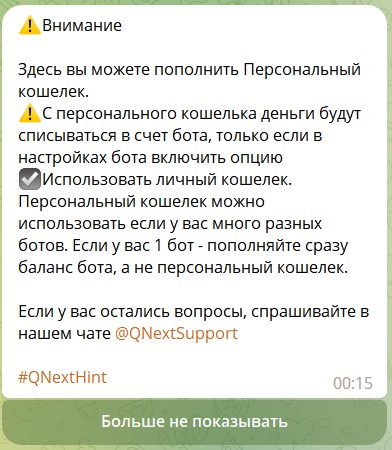 ⚠️Внимание
Здесь вы можете пополнить Персональный
кошелек.
⚠️С персонального кошелька деньги будут
списываться в счет бота, только если в
настройках бота включить опцию
☑️Использовать личный кошелек.
Персональный кошелек можно
использовать если у вас много разных
ботов. Если у вас 1 бот - пополняйте сразу
баланс бота, а не персональный кошелек.
Если у вас остались вопросы, спрашивайте в
нашем чате @QNextSupport
#QNextHint
00:15
Больше не показывать